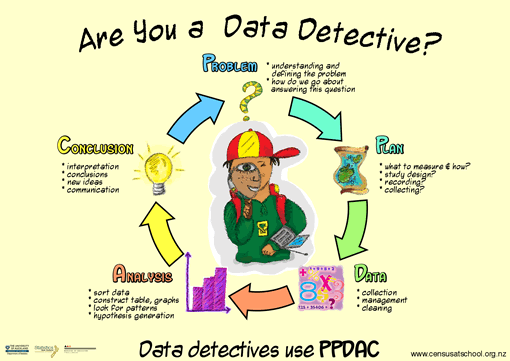 Are You a Data Detective?
Problem
* understanding and
defining the problem
* how do we go about
answering this question
Plan
* what to measure & how?
* study design?
* recording?
* collecting?
Data
* collection
* management
* cleaning
Analysis
* sort data
* construct table, graphs
* look for patterns
* hypothesis generation
Conclusion
* interpretation
* conclusions
* new ideas
* communication
Data detectives use PPDAC
www.censusatschool.org.nz